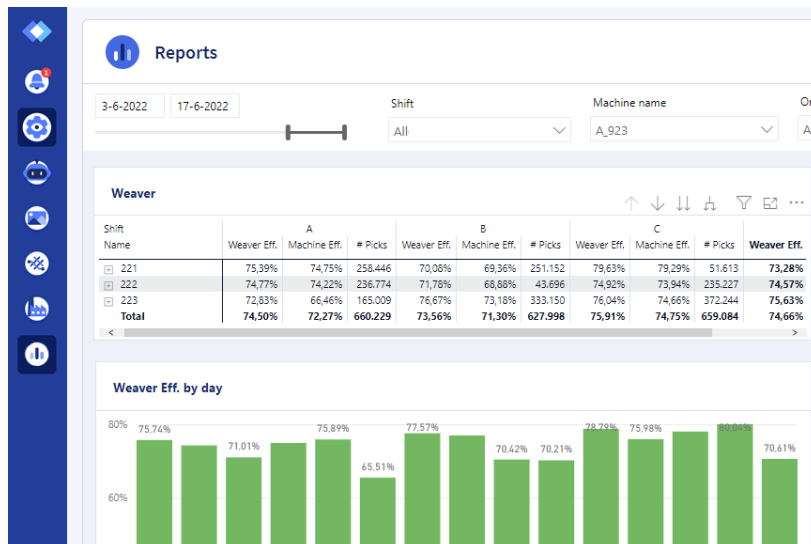 1
Reports
3-6-2022 17-6-2022
Shift
All
Machine name
A_923
Weaver
Shift A B C
Name Weaver Eff. Machine Eff. # Picks Weaver Eff. Machine Eff. # Picks Weaver Eff. Machine Eff. # Picks Weaver Eff.
221 75,39% 74,75% 258.446 70,08% 69,36% 251.152 79,63% 79,29% 51.613 73,28%
222 74,77% 74,22% 236.774 71,78% 68,88% 43.696 74,92% 73,94% 235.227 74,57%
223 72,83% 66,46% 165.009 76,67% 73,18% 333.150 76,04% 74,66% 372.244 75,63%
Total 74,50% 72,27% 660.229 73,56% 71,30% 627.998 75,91% 74,75% 659.084 74,66%
Weaver Eff. by day
80%
60%
75,74% 71,01% 75,89% 65,51% 77,57% 70,42% 70,21% 78,79% 75,98% 80,04% 70,61%